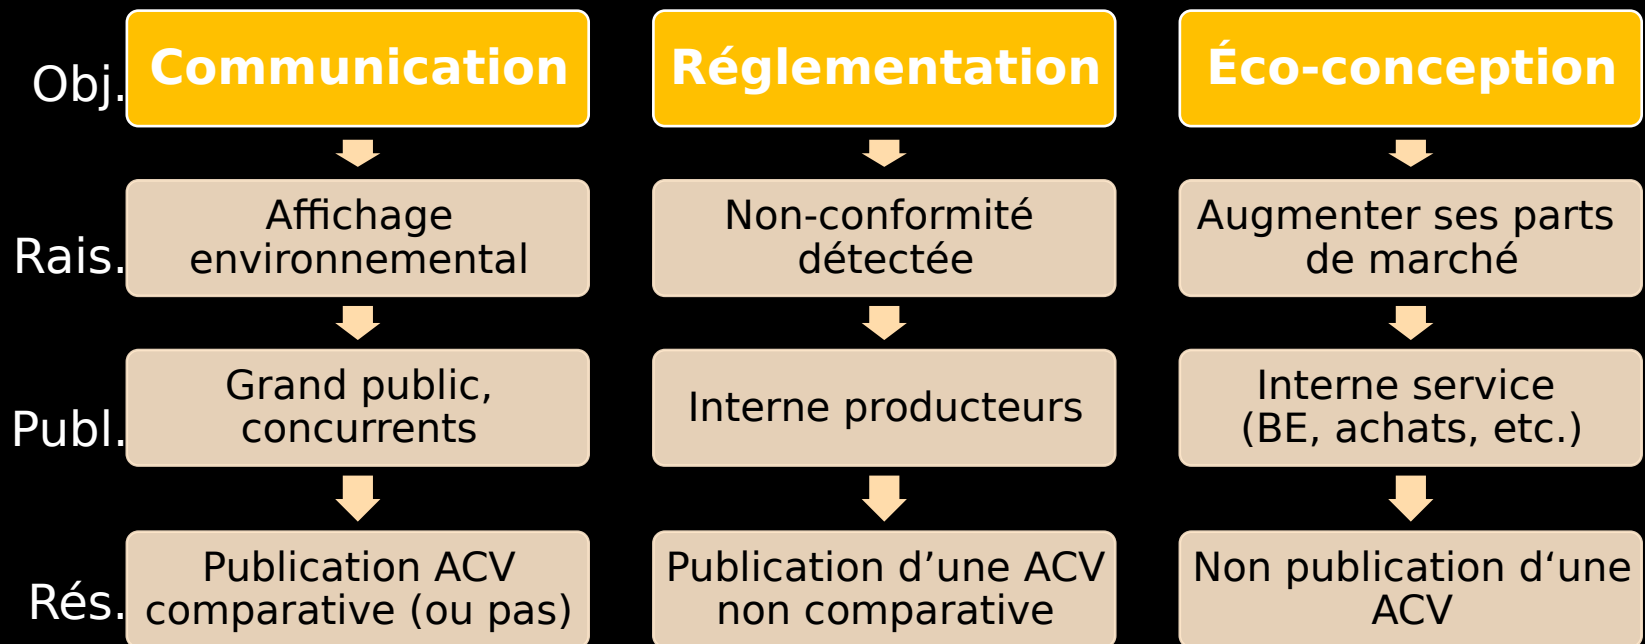 Obj.
Communication
Réglementation
Éco-conception
Rais.
Affichage
environnemental
Non-conformité
détectée
Augmenter ses parts
de marché
Publ.
Grand public,
concurrents
Interne producteurs
Interne service
(BE, achats, etc.)
Rés.
Publication ACV
comparative (ou pas)
Publication d’une ACV
non comparative
Non publication d‘une
ACV